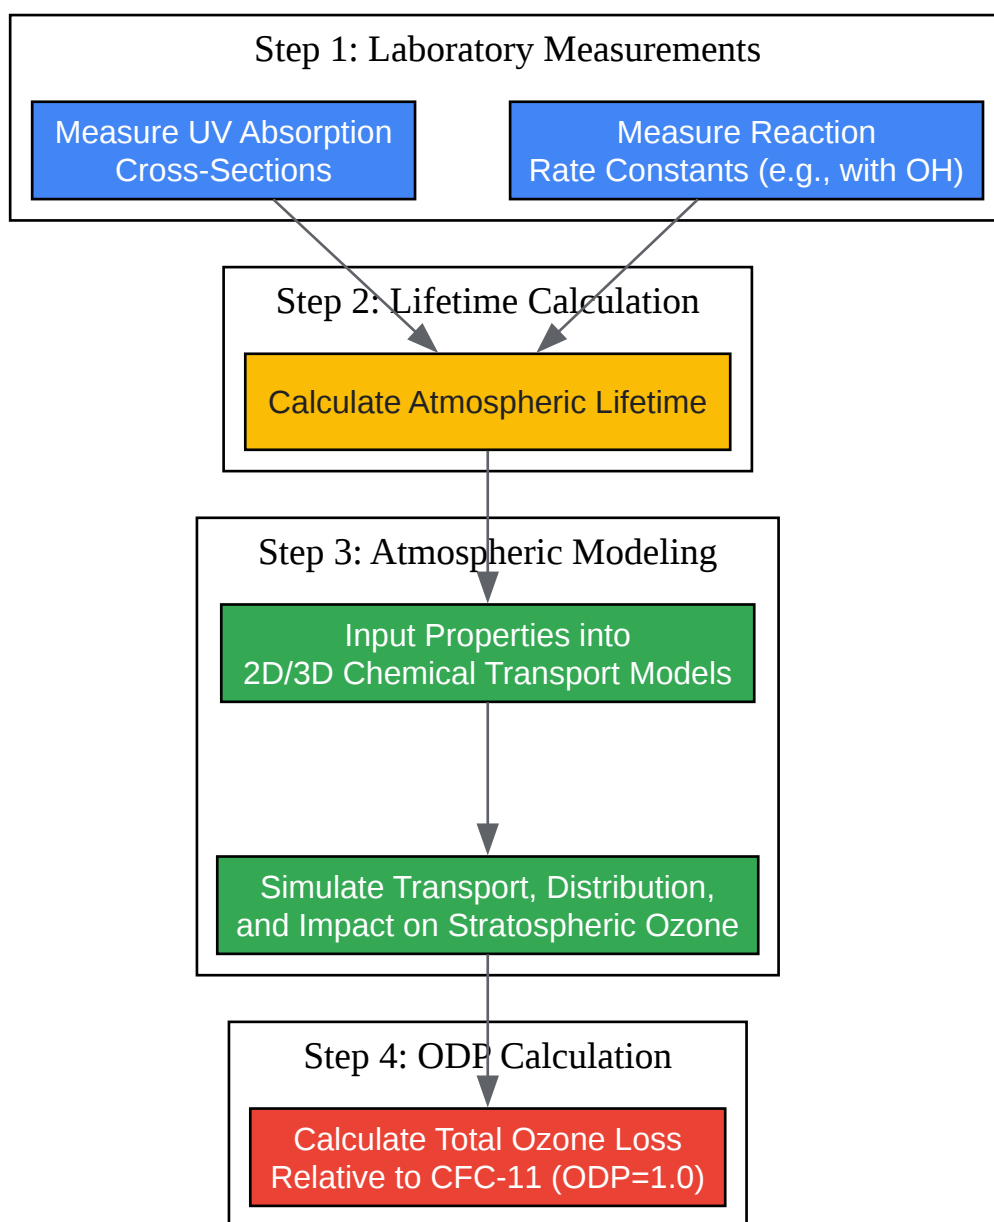 Step 1: Laboratory Measurements
Measure UV Absorption
Cross-Sections
Measure Reaction
Rate Constants (e.g., with OH)
Step 2: Lifetime Calculation
Calculate Atmospheric Lifetime
Step 3: Atmospheric Modeling
Input Properties into
2D/3D Chemical Transport Models
Simulate Transport, Distribution,
and Impact on Stratospheric Ozone
Step 4: ODP Calculation
Calculate Total Ozone Loss
Relative to CFC-11 (ODP=1.0)